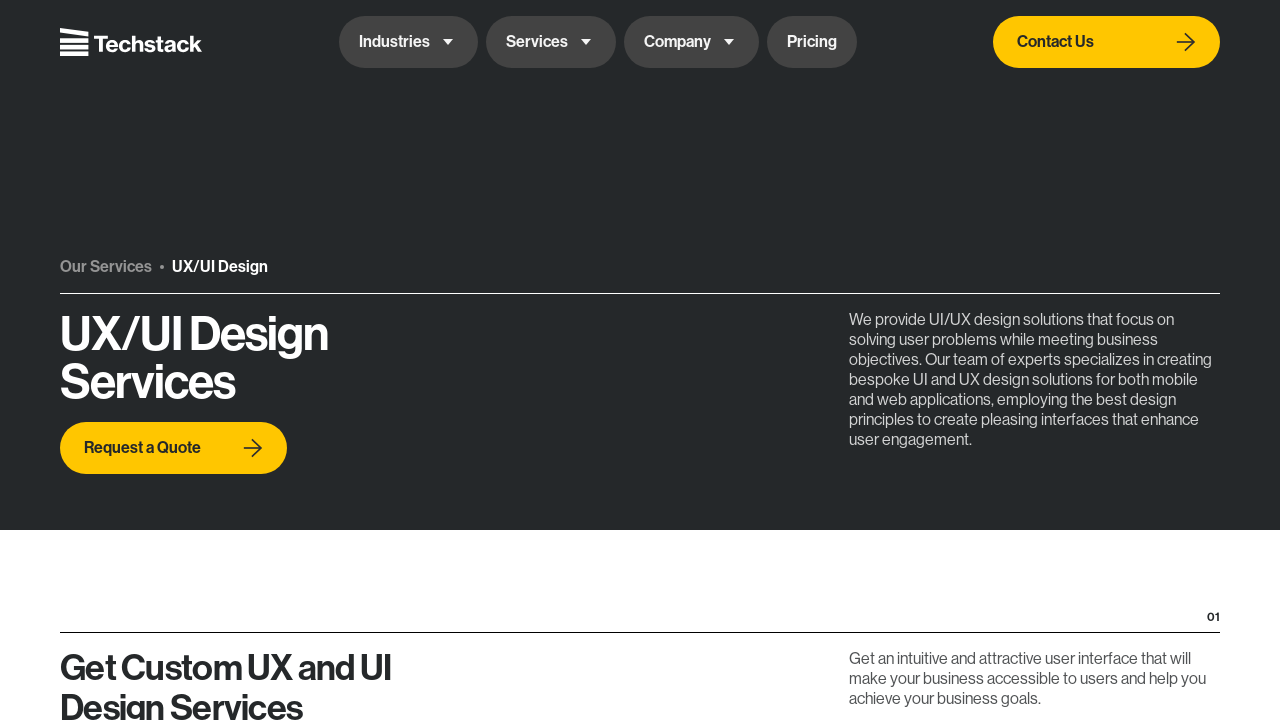 Techstack
Industries
Services
Company
Pricing
Contact Us
Our Services • UX/UI Design
UX/UI Design
Services
Request a Quote
We provide UI/UX design solutions that focus on
solving user problems while meeting business
objectives. Our team of experts specializes in creating
bespoke UI and UX design solutions for both mobile
and web applications, employing the best design
principles to create pleasing interfaces that enhance
user engagement.
01
Get Custom UX and UI
Design Services
Get an intuitive and attractive user interface that will
make your business accessible to users and help you
achieve your business goals.